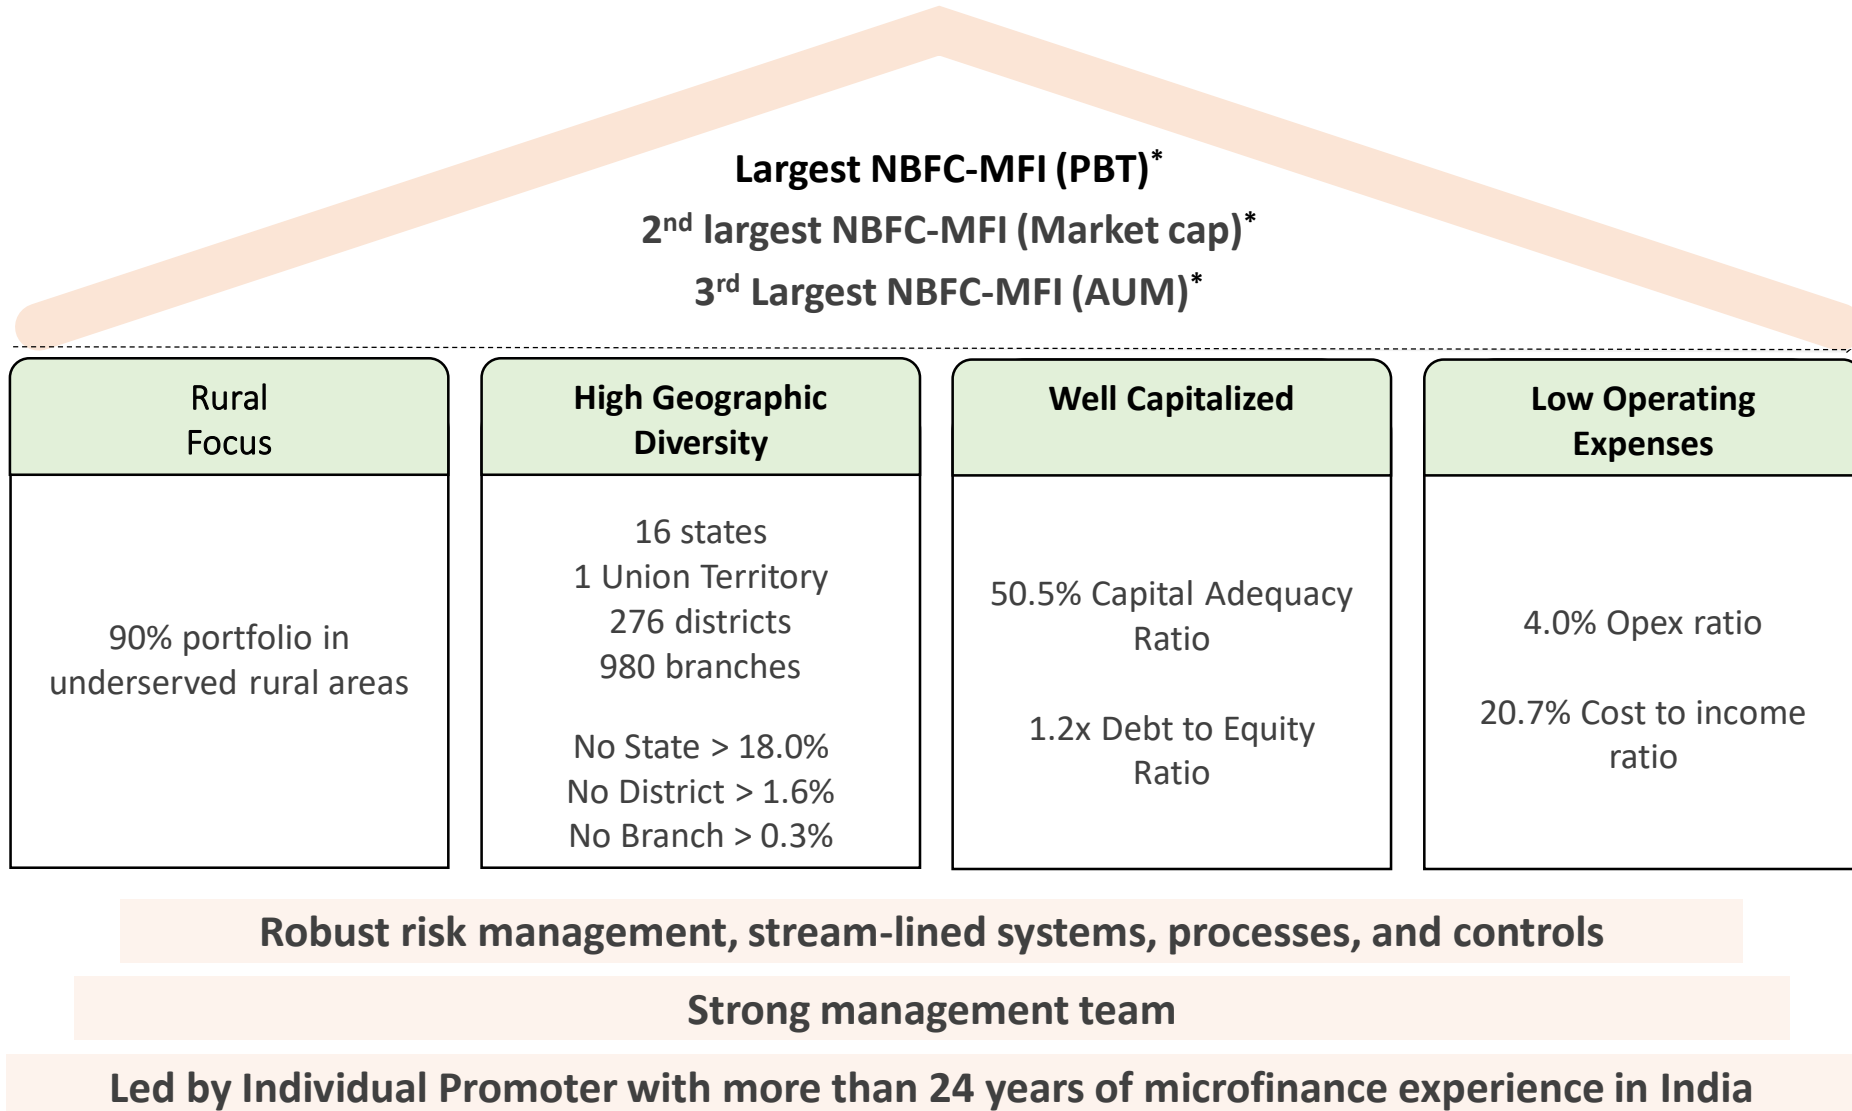 Largest NBFC-MFI (PBT)*
2nd largest NBFC-MFI (Market cap)*
3rd Largest NBFC-MFI (AUM)*
Rural
Focus
90% portfolio in
underserved rural areas
High Geographic
Diversity
16 states
1 Union Territory
276 districts
980 branches
No State > 18.0%
No District > 1.6%
No Branch > 0.3%
Well Capitalized
50.5% Capital Adequacy
Ratio
1.2x Debt to Equity
Ratio
Low Operating
Expenses
4.0% Opex ratio
20.7% Cost to income
ratio
Robust risk management, stream-lined systems, processes, and controls
Strong management team
Led by Individual Promoter with more than 24 years of microfinance experience in India